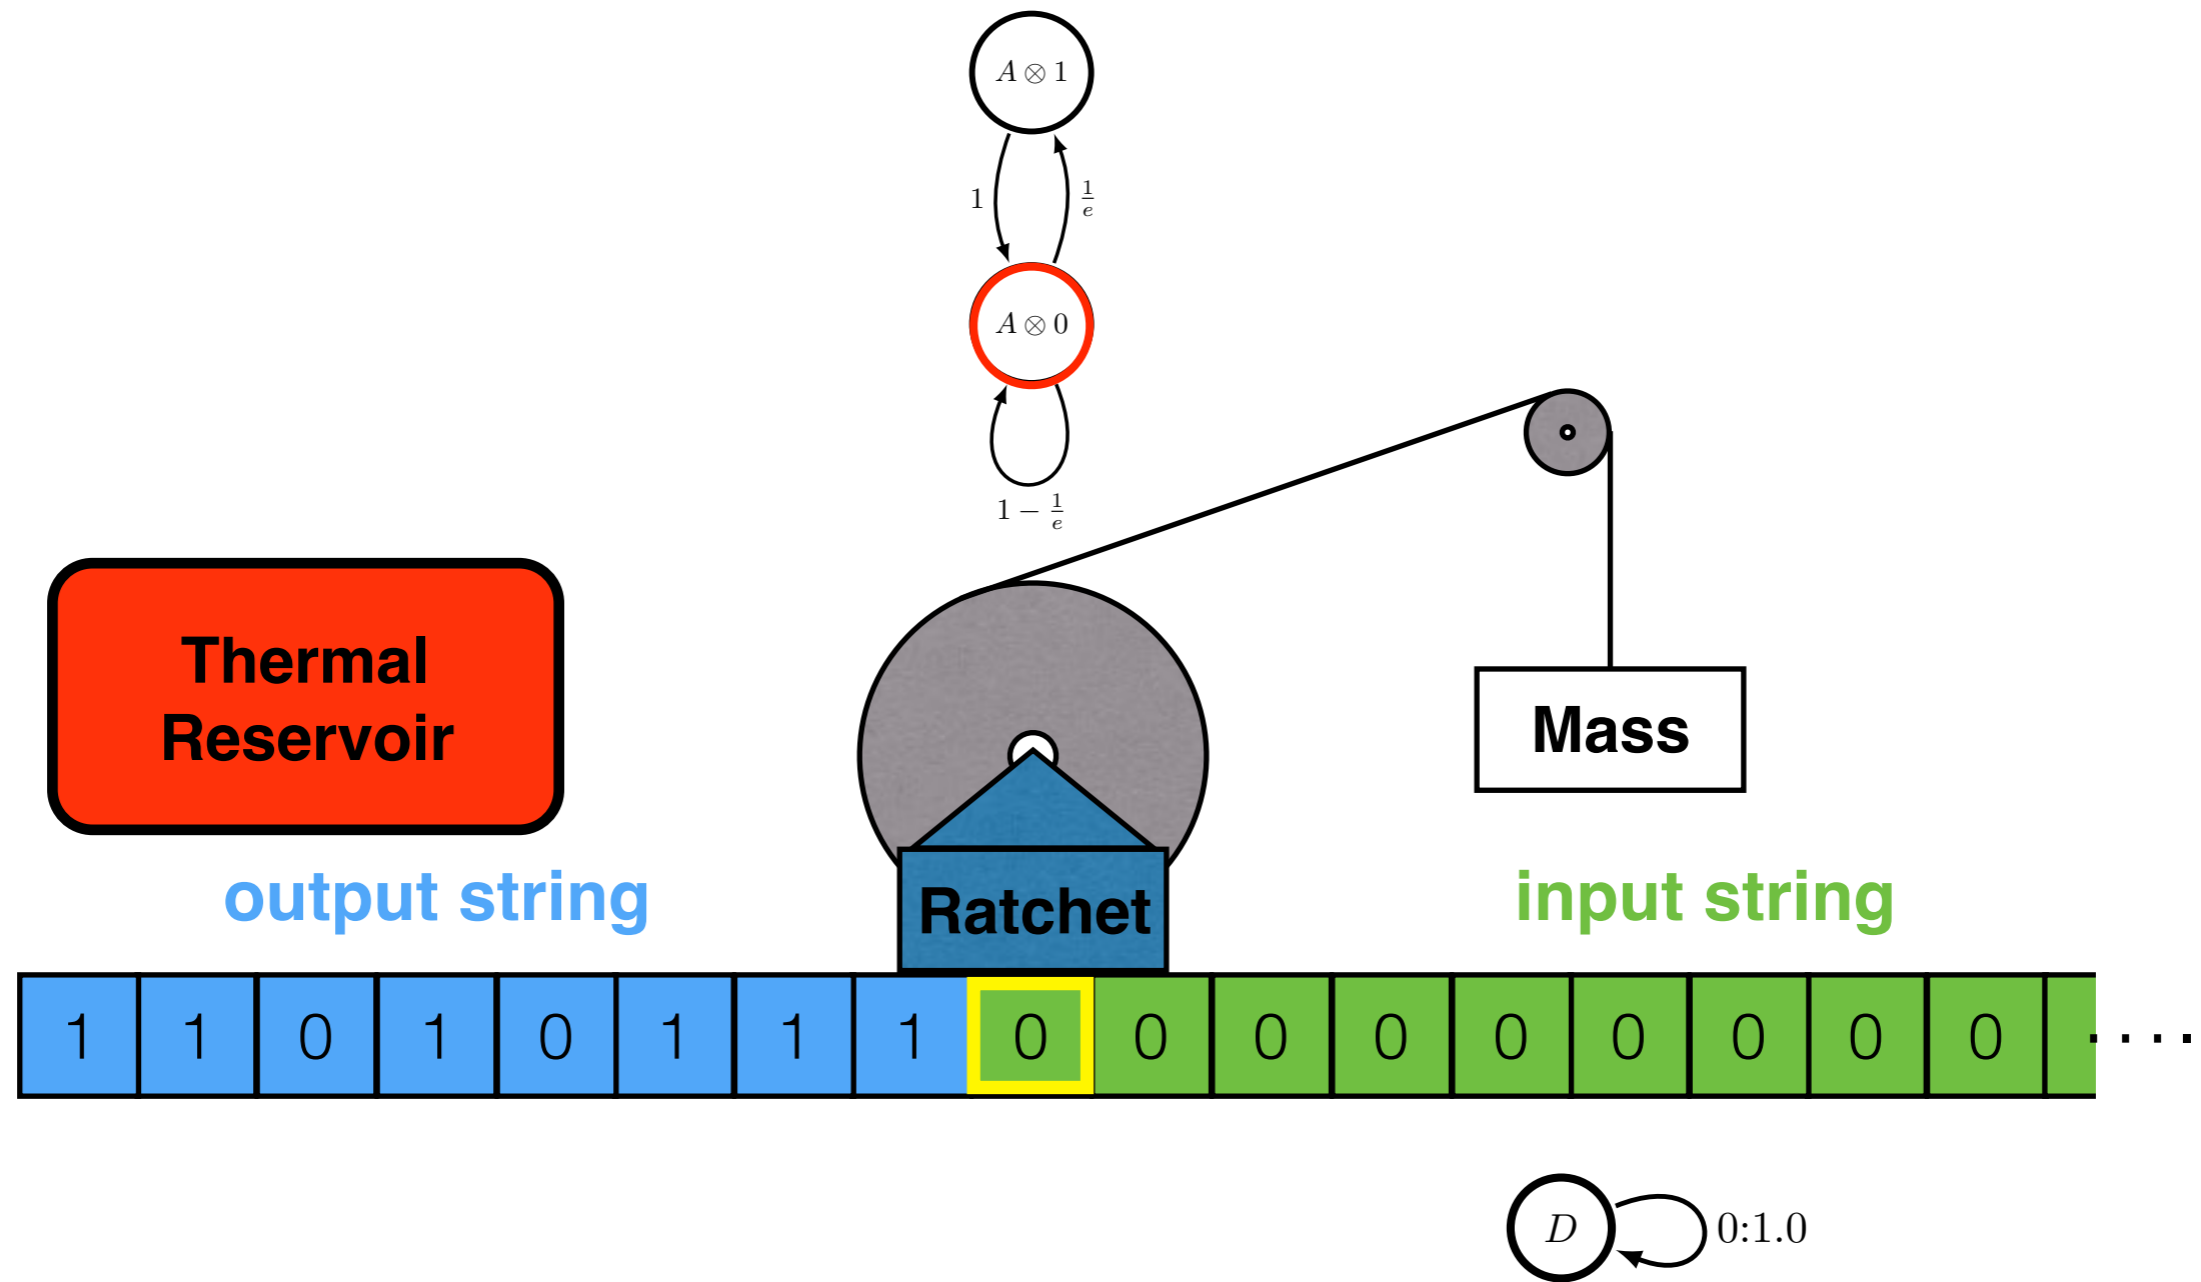 A ⊗ 1
1
1/e
A ⊗ 0
1 − 1/e
Thermal
Reservoir
Mass
output string
Ratchet
input string
1 1 0 1 0 1 1 1 0 0 0 0 0 0 0 0 0 ....
D
0:1.0